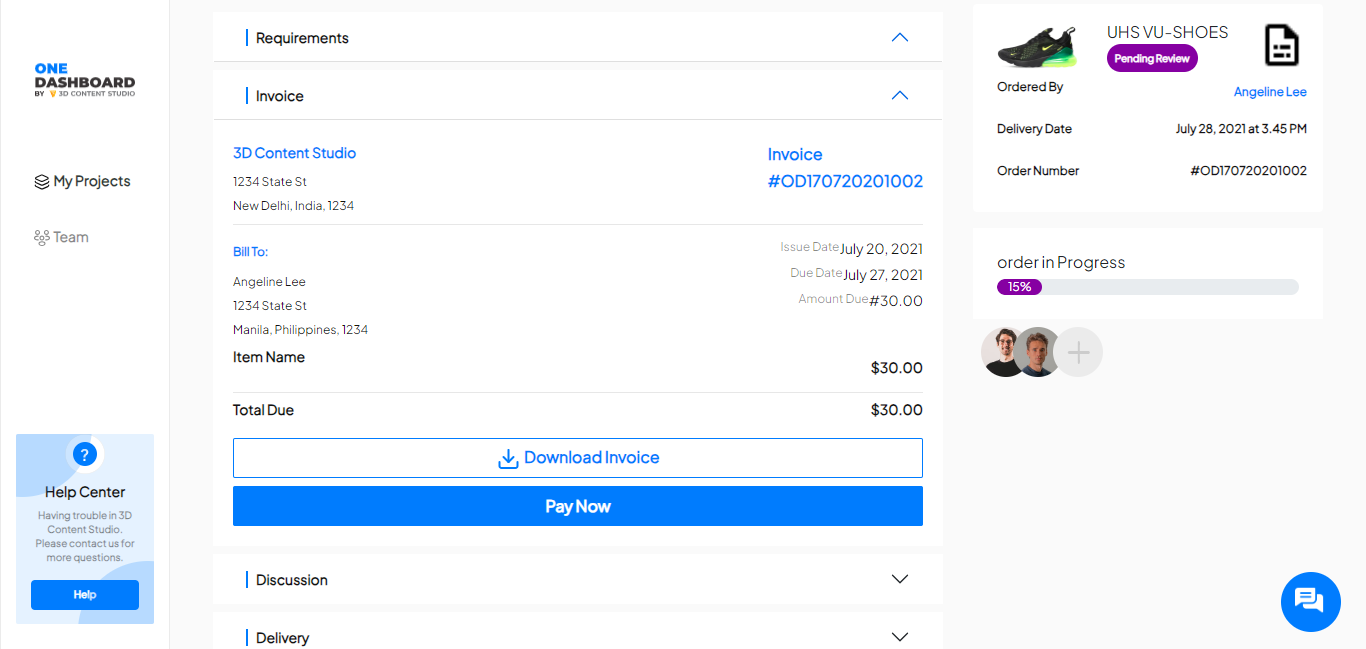 ONE
DASHBOARD
BY 3D CONTENT STUDIO
My Projects
Team
?
Help Center
Having trouble in 3D
Content Studio.
Please contact us for
more questions.
Help
Requirements
Invoice
3D Content Studio
1234 State St
New Delhi, India, 1234
Invoice
#OD170720201002
Bill To:
Angeline Lee
1234 State St
Manila, Philippines, 1234
Issue Date July 20, 2021
Due Date July 27, 2021
Amount Due #30.00
Item Name
$30.00
Total Due $30.00
Download Invoice
Pay Now
Discussion
Delivery
UHS VU-SHOES
Pending Review
Ordered By Angeline Lee
Delivery Date July 28, 2021 at 3.45 PM
Order Number #OD170720201002
order in Progress
15%